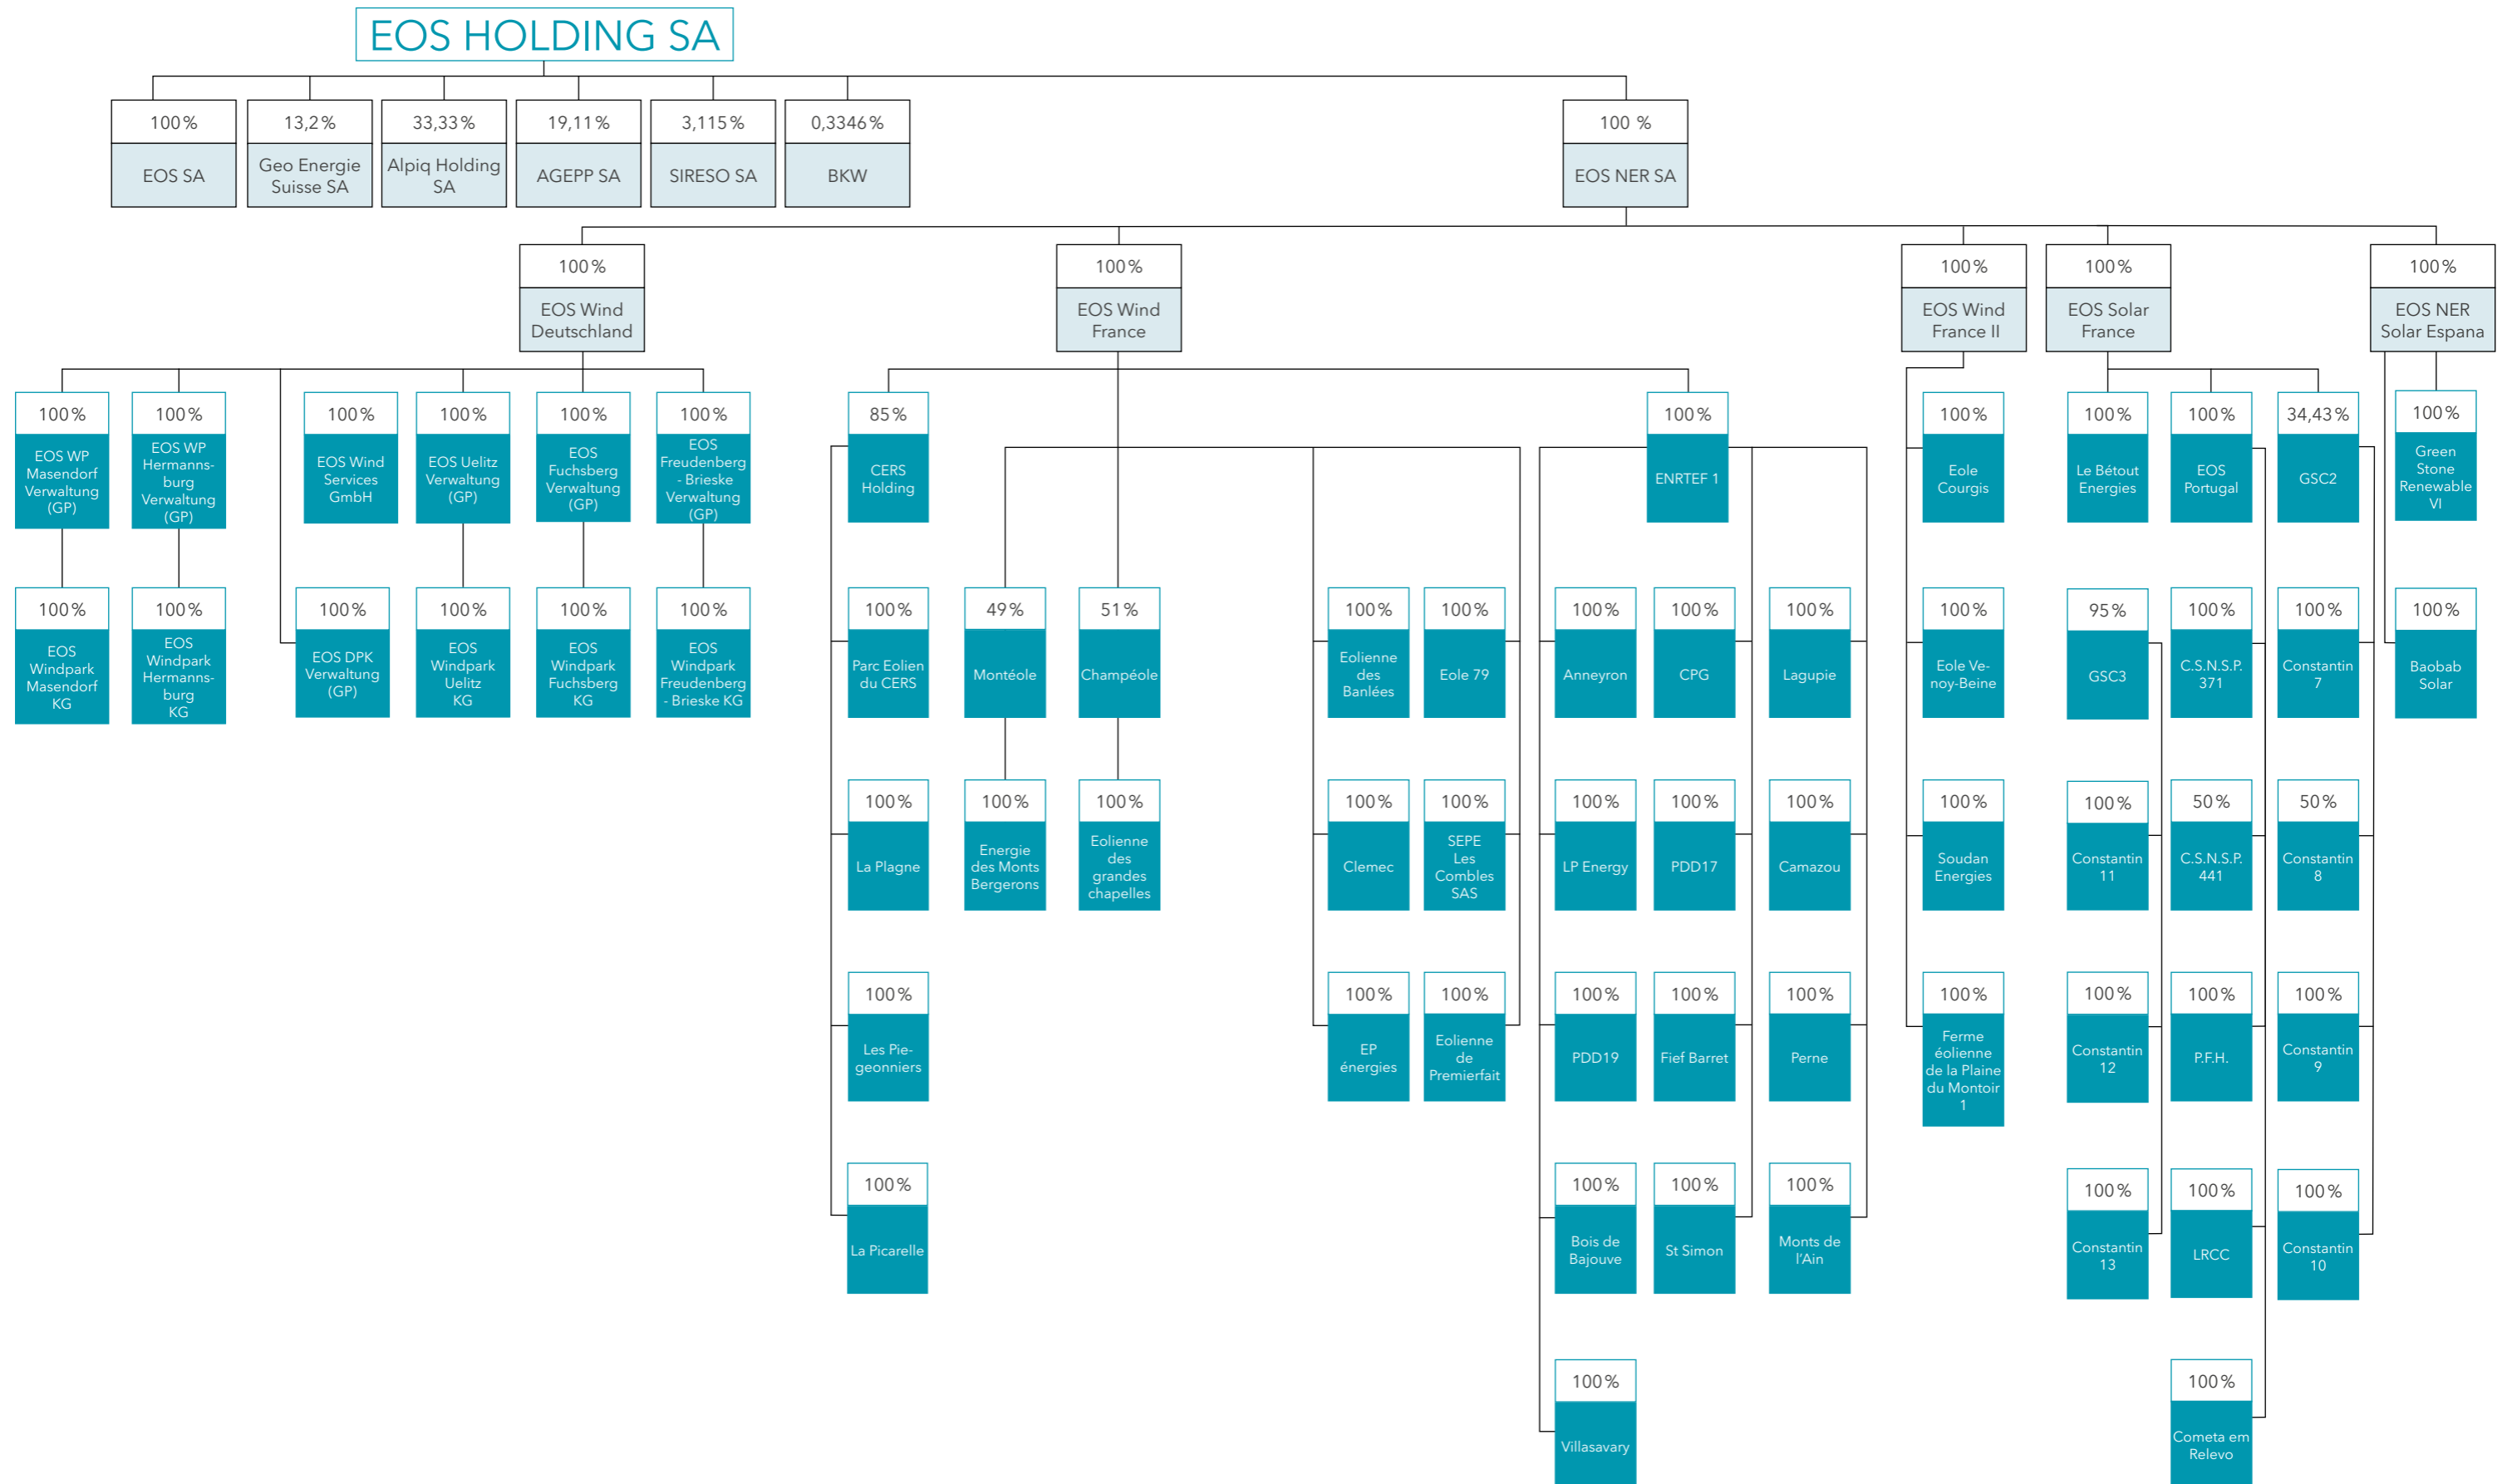 EOS HOLDING SA
100%
EOS SA
13,2%
Geo Energie
Suisse SA
33,33%
Alpiq Holding
SA
19,11%
AGEPP SA
3,115%
SIRESO SA
0,3346%
BKW
100 %
EOS NER SA
100%
EOS Wind
Deutschland
100%
EOS Wind
France
100%
EOS Wind
France II
100%
EOS Solar
France
100%
EOS NER
Solar Espana
100%
EOS WP
Masendorf
Verwaltung
(GP)
100%
EOS WP
Hermanns-
burg
Verwaltung
(GP)
100%
EOS Wind
Services
GmbH
100%
EOS Uelitz
Verwaltung
(GP)
100%
EOS
Fuchsberg
Verwaltung
(GP)
100%
EOS
Freudenberg
- Brieske
Verwaltung
(GP)
85%
CERS
Holding
100%
ENRTEF 1
100%
Eole
Courgis
100%
Le Bétout
Energies
100%
EOS
Portugal
34,43%
GSC2
100%
Green
Stone
Renewable
VI
100%
EOS
Windpark
Masendorf
KG
100%
EOS
Windpark
Hermanns-
burg
KG
100%
EOS DPK
Verwaltung
(GP)
100%
EOS
Windpark
Uelitz
KG
100%
EOS
Windpark
Fuchsberg
KG
100%
EOS
Windpark
Freudenberg
- Brieske KG
100%
Parc Eolien
du CERS
49%
Montéole
51%
Champéole
100%
Eolienne
des
Banlées
100%
Eole 79
100%
Anneyron
100%
CPG
100%
Lagupie
100%
Eole Ve-
noy-Beine
95%
GSC3
100%
C.S.N.S.P.
371
100%
Constantin
7
100%
Baobab
Solar
100%
La Plagne
100%
Energie
des Monts
Bergerons
100%
Eolienne
des
grandes
chapelles
100%
Clemec
100%
SEPE
Les
Combles
SAS
100%
LP Energy
100%
PDD17
100%
Camazou
100%
Soudan
Energies
100%
Constantin
11
50%
C.S.N.S.P.
441
50%
Constantin
8
100%
Les Pie-
geonniers
100%
EP
énergies
100%
Eolienne
de
Premierfait
100%
PDD19
100%
Fief Barret
100%
Perne
100%
Ferme
éolienne
de la Plaine
du Montoir
1
100%
Constantin
12
100%
P.F.H.
100%
Constantin
9
100%
La Picarelle
100%
Bois de
Bajouve
100%
St Simon
100%
Monts de
l'Ain
100%
Constantin
13
100%
LRCC
100%
Constantin
10
100%
Villasavary
100%
Cometa em
Relevo